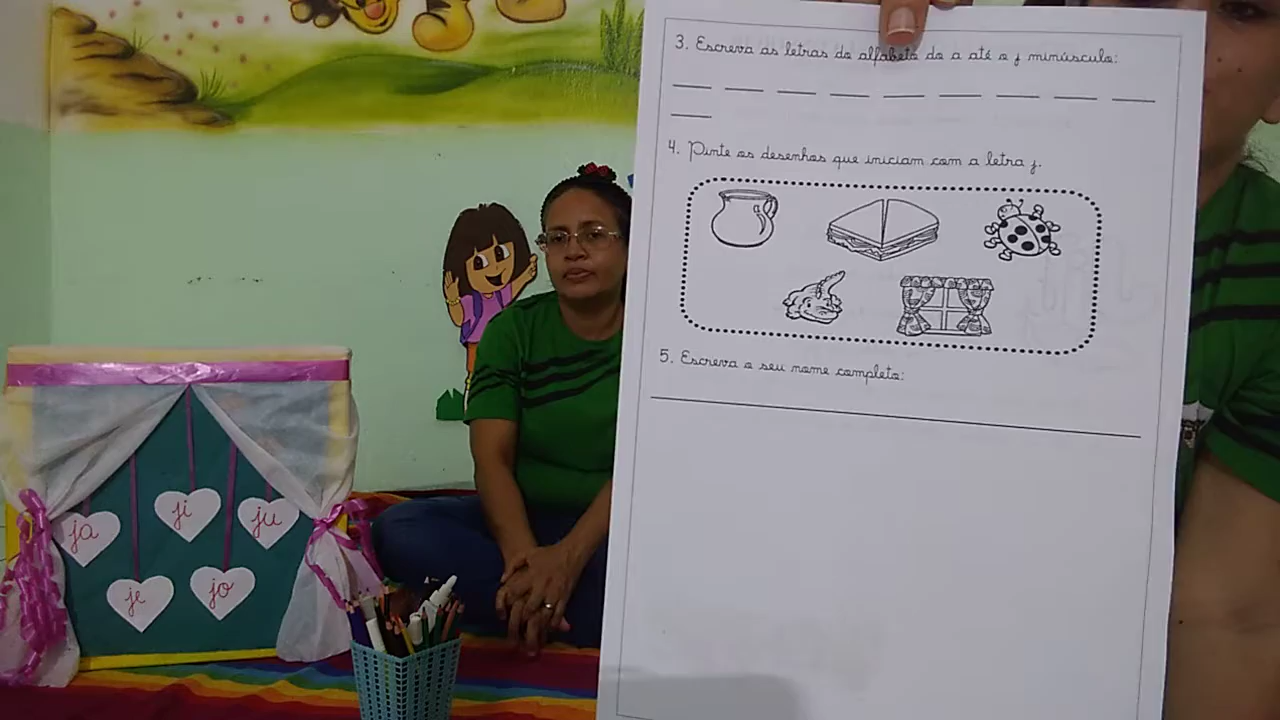 3. Escreva as letras do alfabeto do a até o j minúsculo:
4. Pinte os desenhos que iniciam com a letra j.
5. Escreva o seu nome completo:
ja
ji
ju
je
jo